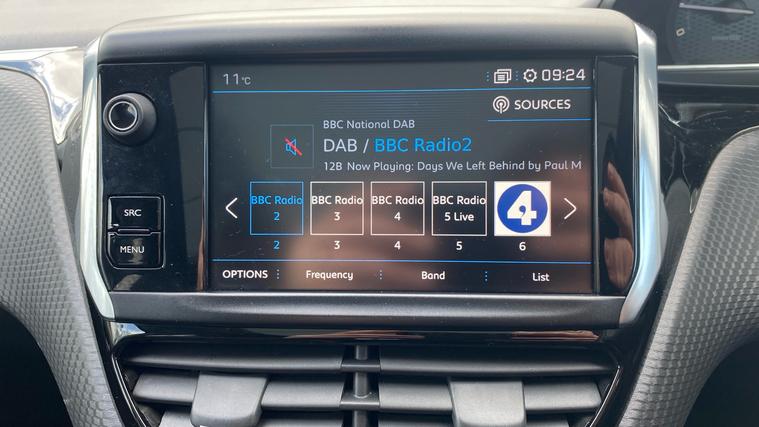 11°C
09:24
SOURCES
BBC National DAB
DAB / BBC Radio2
12B Now Playing: Days We Left Behind by Paul M
SRC
MENU
BBC Radio 2
BBC Radio 3
BBC Radio 4
BBC Radio 5 Live
4
2 3 4 5 6
OPTIONS Frequency Band List